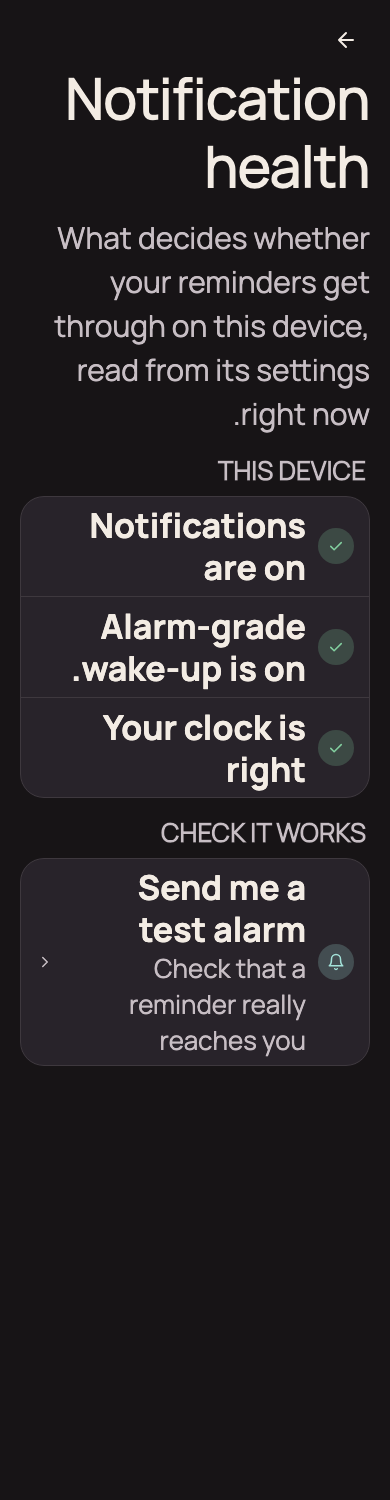 Notification
health
What decides whether
your reminders get
through on this device,
read from its settings
.right now
THIS DEVICE
Notifications
are on
Alarm-grade
.wake-up is on
Your clock is
right
CHECK IT WORKS
Send me a
test alarm
Check that a
reminder really
reaches you